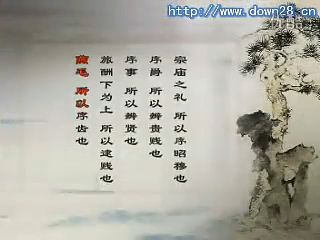 http://www.down28.cn
宗庙之礼 所以序昭穆也
序爵 所以辨贵贱也
序事 所以辨贤也
旅酬下为上 所以逮贱也
燕毛 所以序齿也